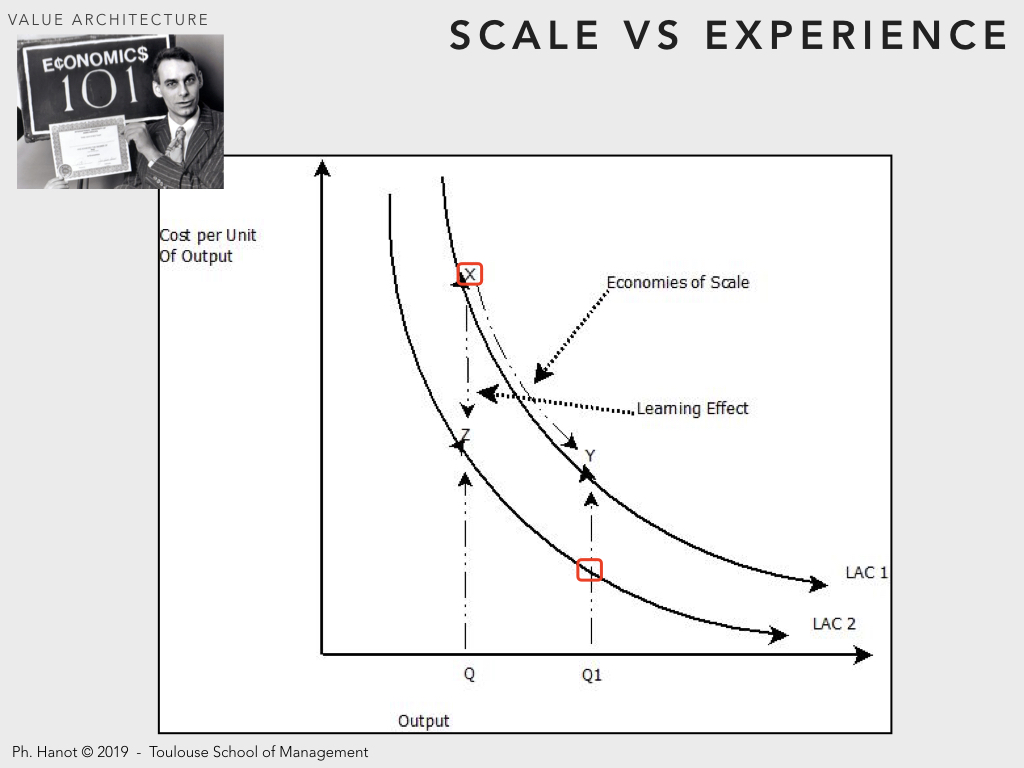 VALUE ARCHITECTURE
SCALE VS EXPERIENCE
E¢ONOMIC$
101
Cost per Unit
Of Output
X
Economies of Scale
Learning Effect
Z
Y
LAC 1
LAC 2
Q
Q1
Output
Ph. Hanot © 2019 - Toulouse School of Management